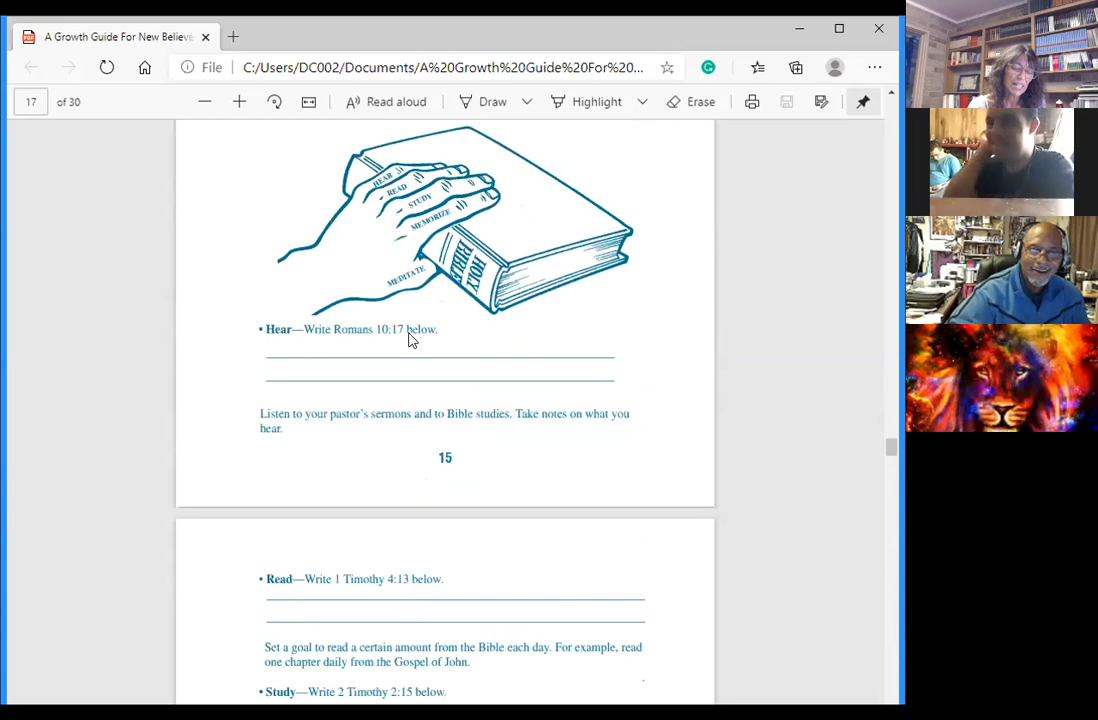 A Growth Guide For New Believe
File
C:/Users/DC002/Documents/A%20Growth%20Guide%20For%20...
17 of 30
Read aloud
Draw
Highlight
Erase
HEAR
READ
STUDY
MEMORIZE
MEDITATE
HOLY
BIBLE
• Hear—Write Romans 10:17 below.
Listen to your pastor's sermons and to Bible studies. Take notes on what you
hear.
15
• Read—Write 1 Timothy 4:13 below.
Set a goal to read a certain amount from the Bible each day. For example, read
one chapter daily from the Gospel of John.
• Study—Write 2 Timothy 2:15 below.